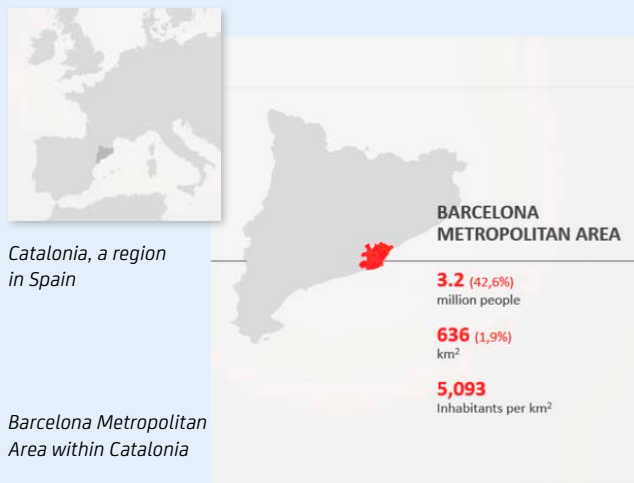 Catalonia, a region
in Spain
BARCELONA
METROPOLITAN AREA
3.2 (42,6%)
million people
636 (1,9%)
km²
5,093
Inhabitants per km²
Barcelona Metropolitan
Area within Catalonia